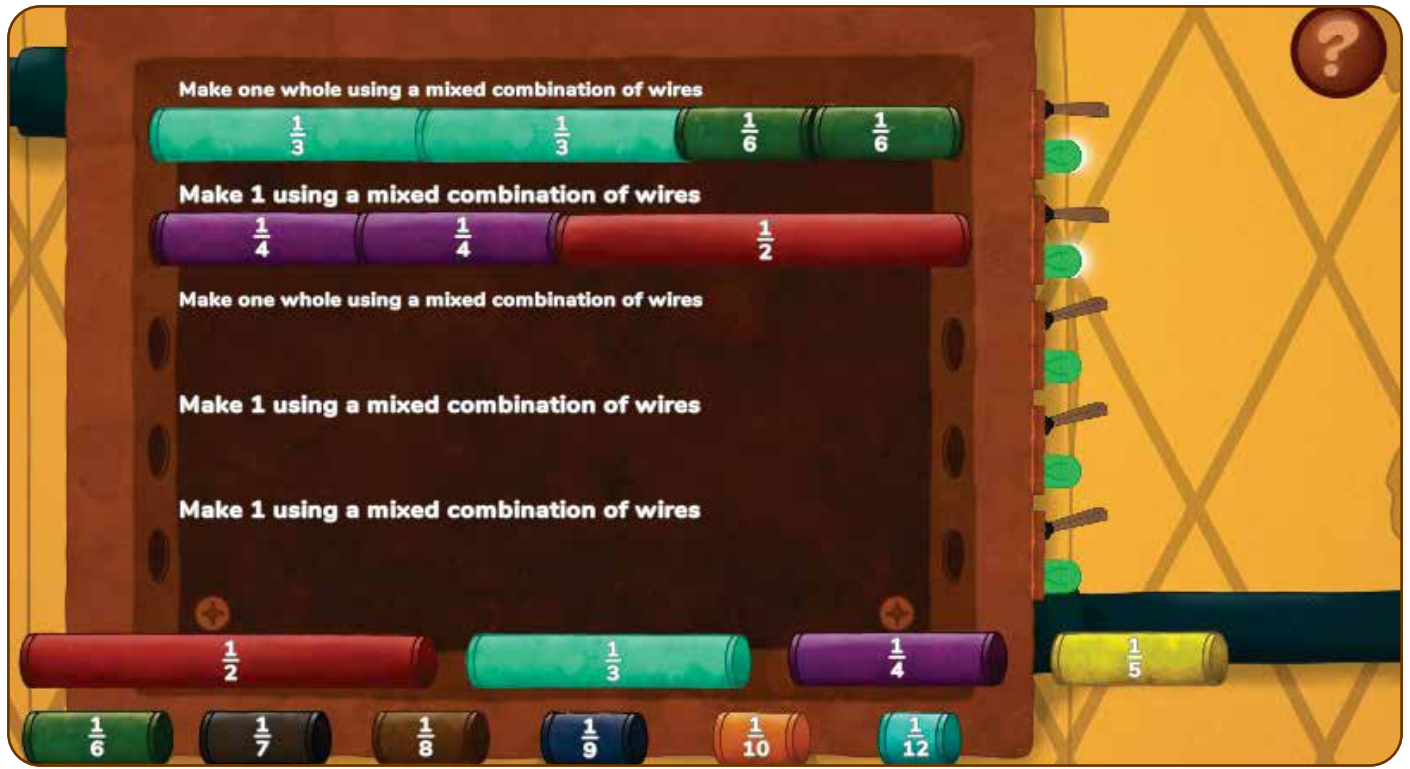 Make one whole using a mixed combination of wires
1/3 1/3 1/6 1/6
Make 1 using a mixed combination of wires
1/4 1/4 1/2
Make one whole using a mixed combination of wires
Make 1 using a mixed combination of wires
Make 1 using a mixed combination of wires
1/2 1/3 1/4 1/5
1/6 1/7 1/8 1/9 1/10 1/12
?